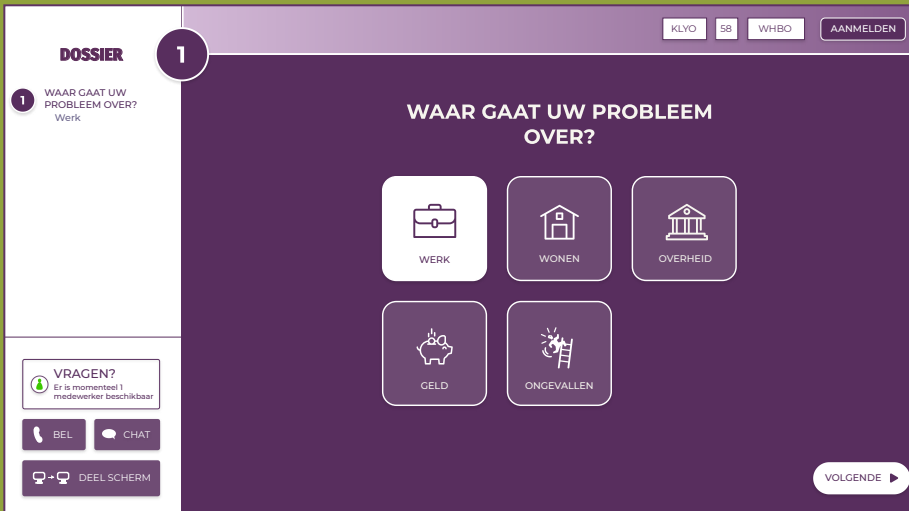 DOSSIER
1
KLYO
58
WHBO
AANMELDEN
1
WAAR GAAT UW
PROBLEEM OVER?
Werk
WAAR GAAT UW PROBLEEM
OVER?
WERK
WONEN
OVERHEID
GELD
ONGEVALLEN
VRAGEN?
Er is momenteel 1
medewerker beschikbaar
BEL
CHAT
DEEL SCHERM
VOLGENDE